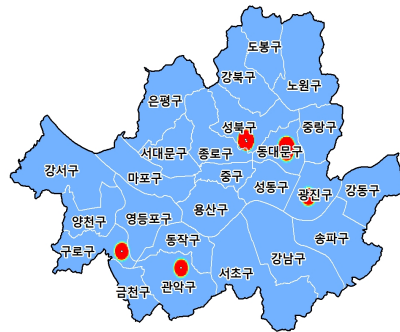 도봉구
강북구
노원구
은평구
성북구
중랑구
서대문구
종로구
동대문구
강서구
마포구
중구
성동구
광진구
강동구
양천구
영등포구
용산구
구로구
동작구
송파구
금천구
관악구
서초구
강남구